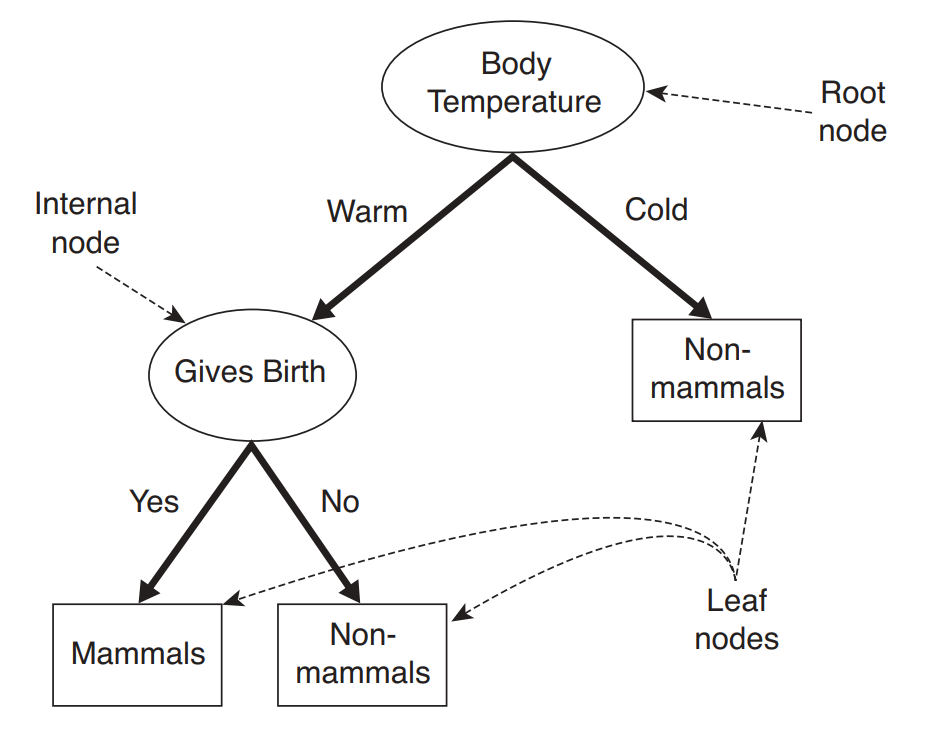 Body
Temperature
Root
node
Internal
node
Warm
Cold
Gives Birth
Non-
mammals
Yes
No
Mammals
Non-
mammals
Leaf
nodes